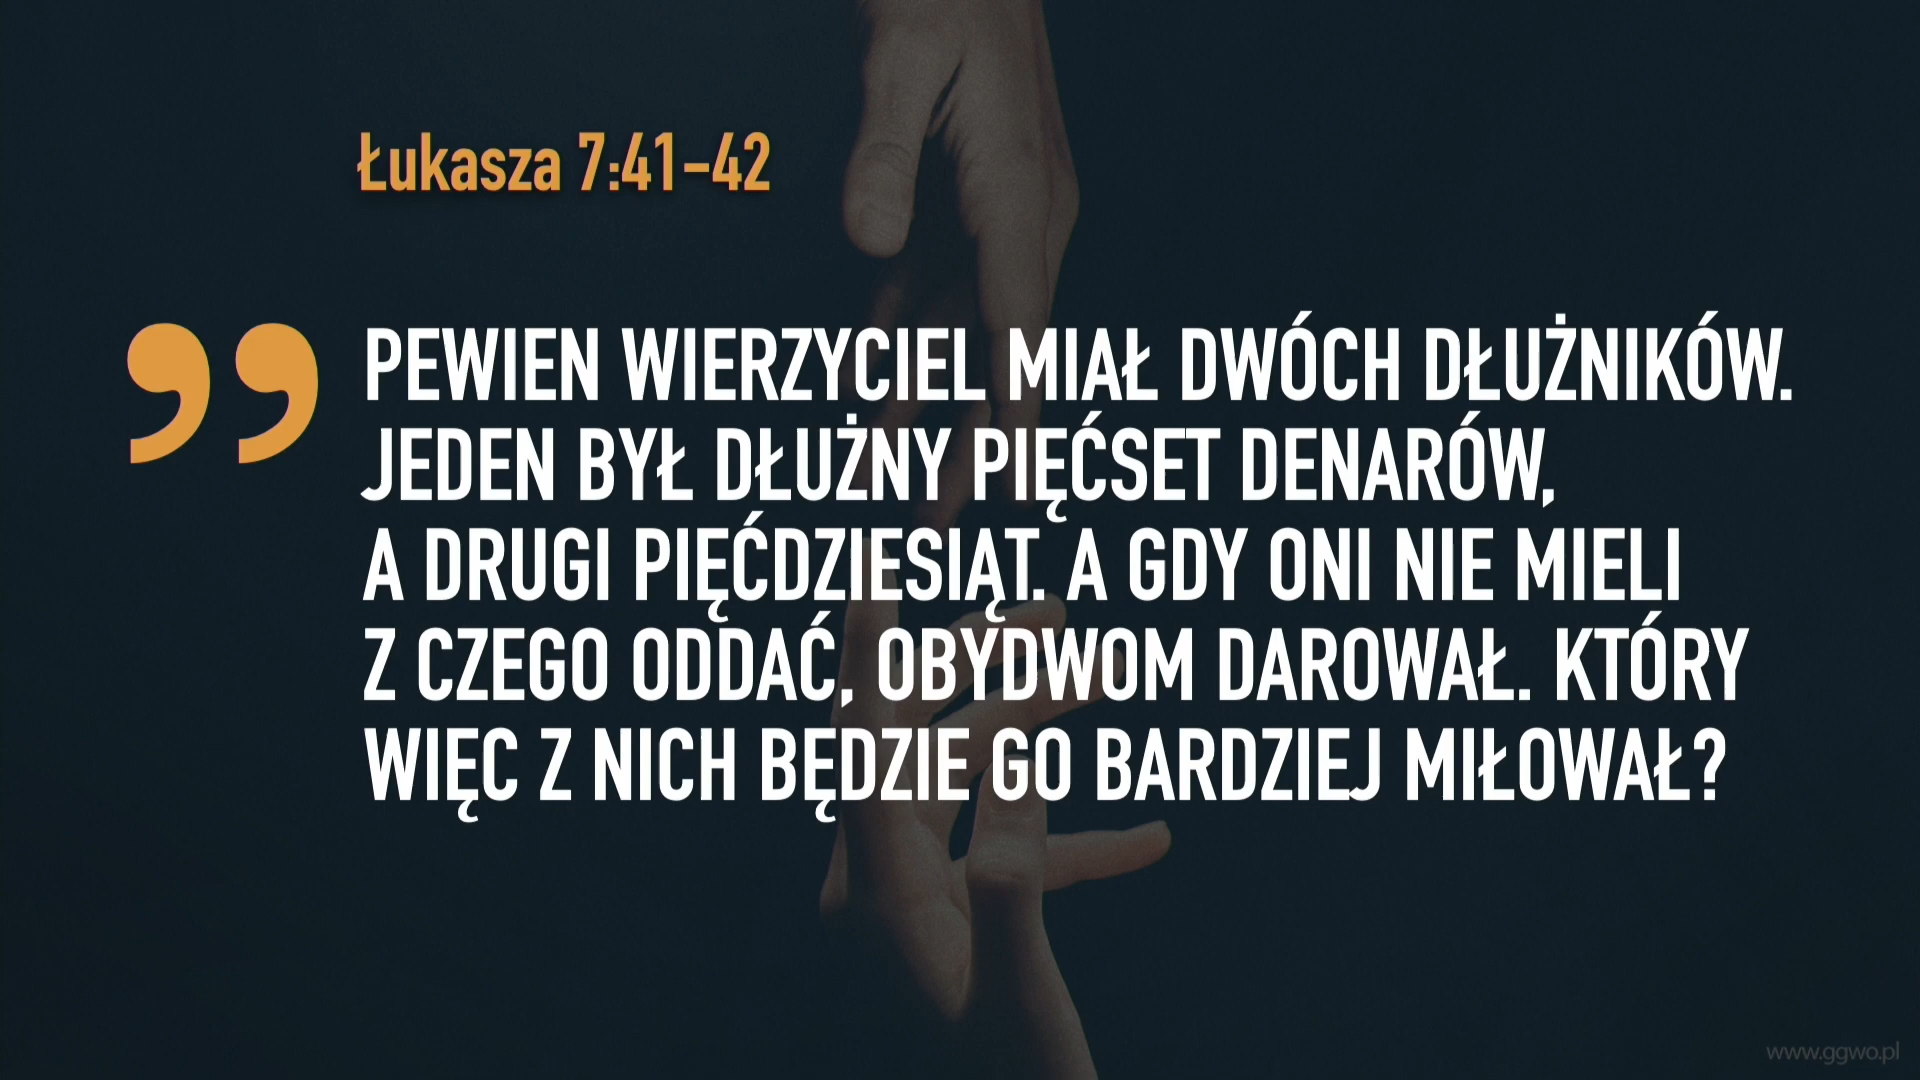 Łukasza 7:41-42
”
PEWIEN WIERZYCIEL MIAŁ DWÓCH DŁUŻNIKÓW.
JEDEN BYŁ DŁUŻNY PIĘĆSET DENARÓW,
A DRUGI PIĘĆDZIESIĄT. A GDY ONI NIE MIELI
Z CZEGO ODDAĆ, OBYDWOM DAROWAŁ. KTÓRY
WIĘC Z NICH BĘDZIE GO BARDZIEJ MIŁOWAŁ?
www.ggwo.pl